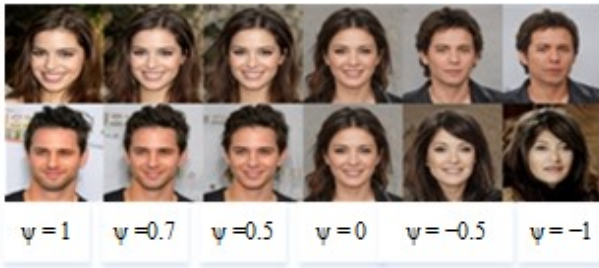 ψ = 1 ψ =0.7 ψ =0.5 ψ = 0 ψ = −0.5 ψ = −1